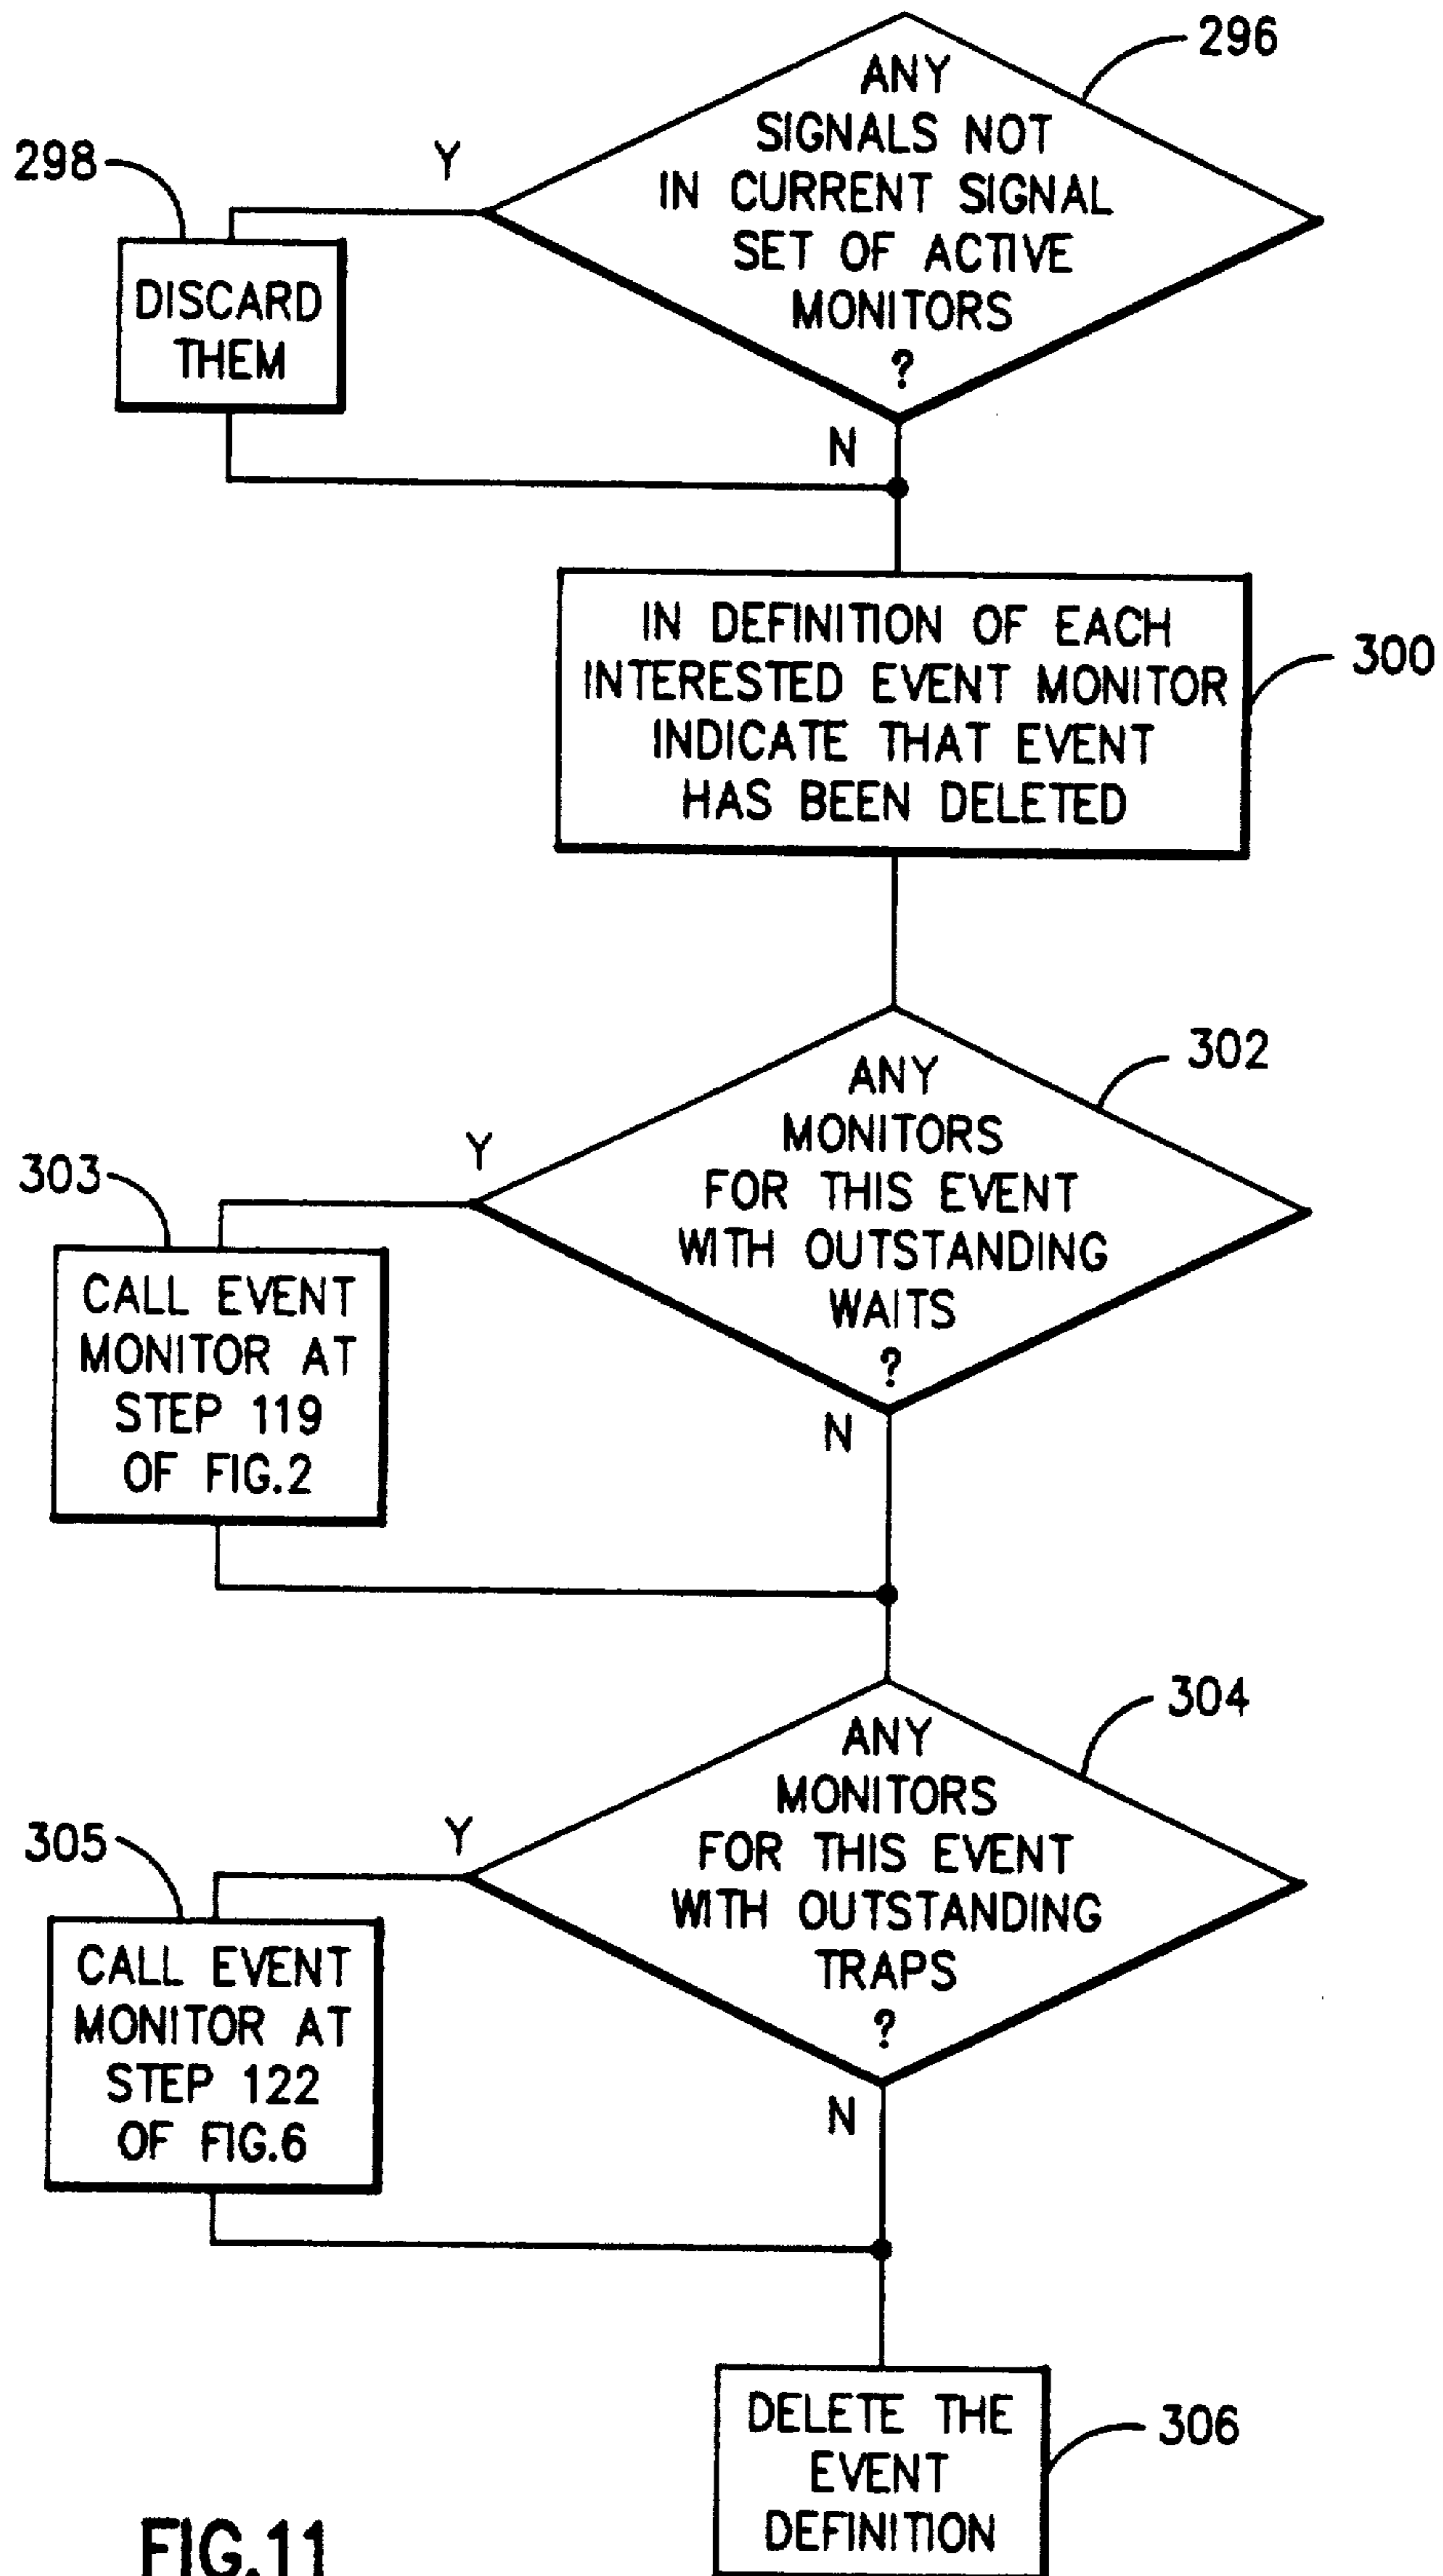 ANY
SIGNALS NOT
IN CURRENT SIGNAL
SET OF ACTIVE
MONITORS
?
296
Y
298
DISCARD
THEM
N
IN DEFINITION OF EACH
INTERESTED EVENT MONITOR
INDICATE THAT EVENT
HAS BEEN DELETED
300
ANY
MONITORS
FOR THIS EVENT
WITH OUTSTANDING
WAITS
?
302
Y
303
CALL EVENT
MONITOR AT
STEP 119
OF FIG.2
N
ANY
MONITORS
FOR THIS EVENT
WITH OUTSTANDING
TRAPS
?
304
Y
305
CALL EVENT
MONITOR AT
STEP 122
OF FIG.6
N
DELETE THE
EVENT
DEFINITION
306
FIG.11